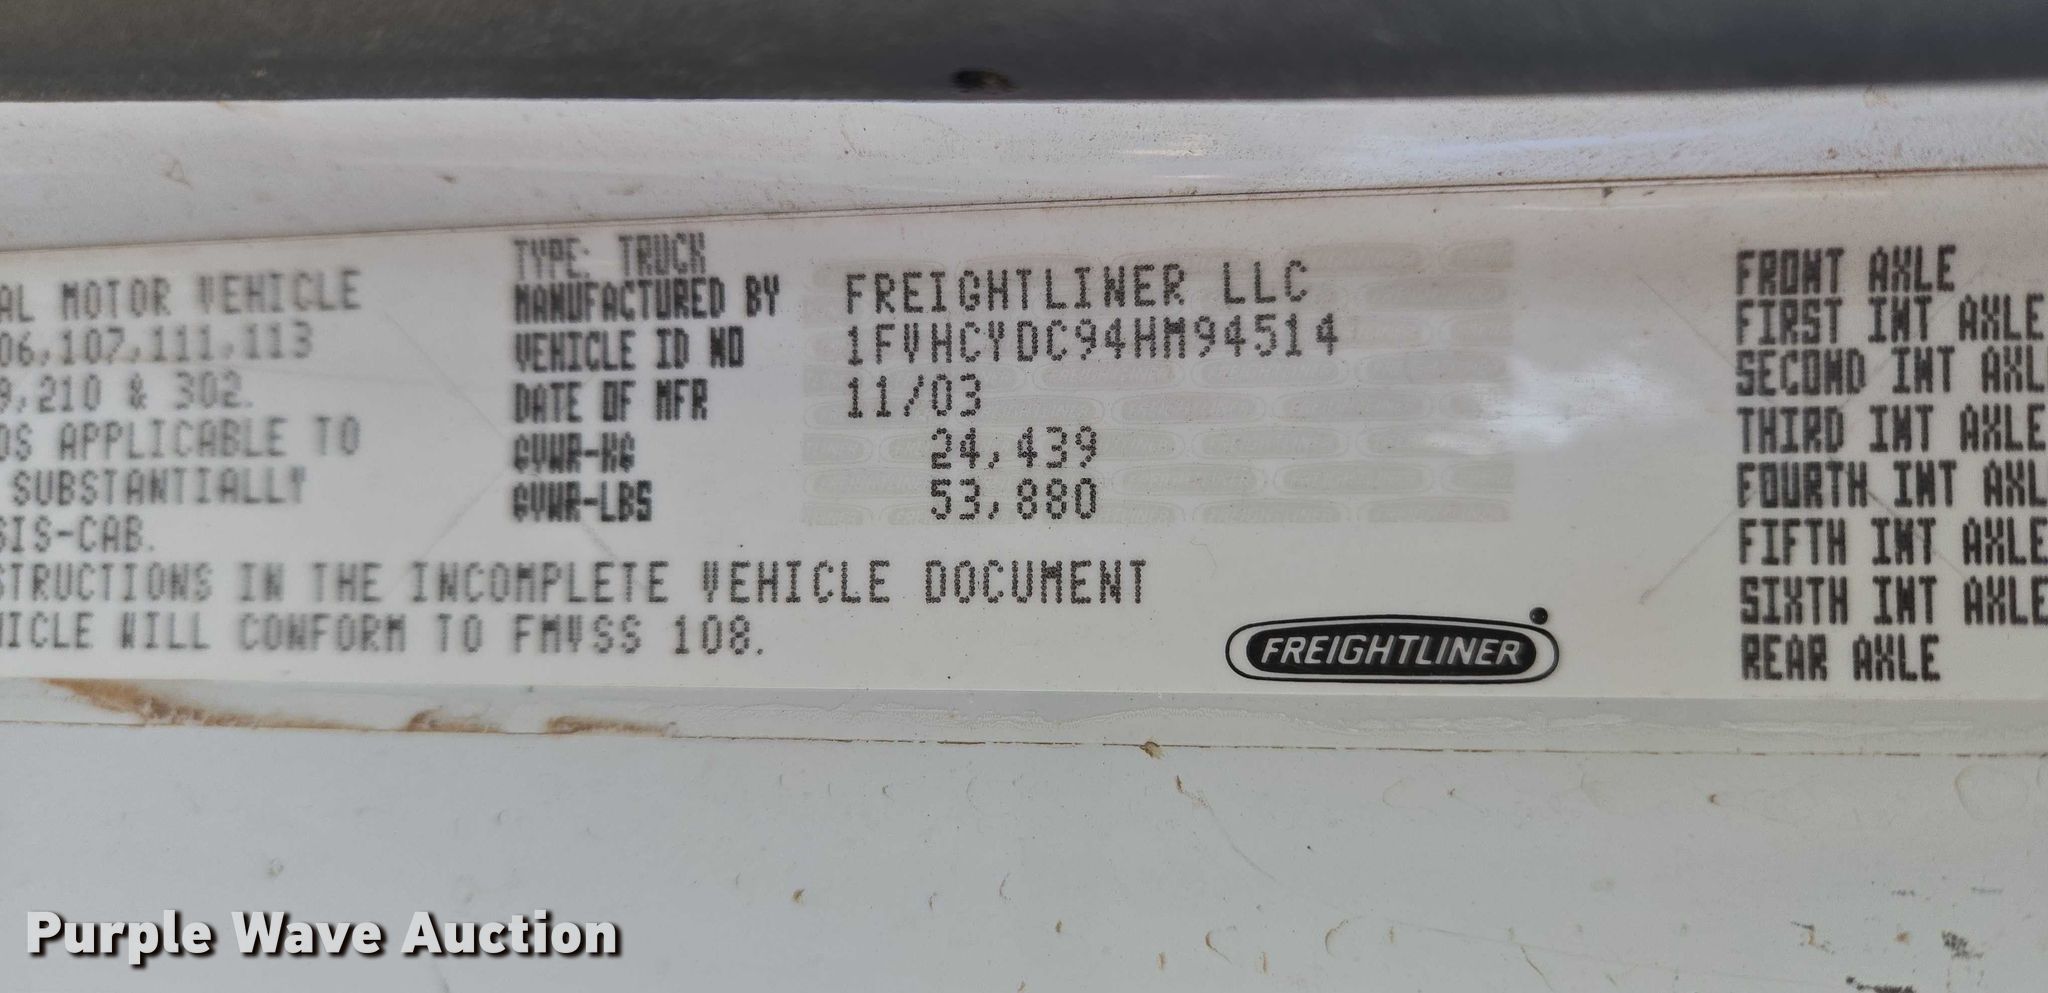 AL MOTOR VEHICLE
06,107,111,113
9,210 & 302.
DS APPLICABLE TO
SUBSTANTIALLY
SIS-CAB.
STRUCTIONS IN THE INCOMPLETE VEHICLE DOCUMENT
HICLE WILL CONFORM TO FMVSS 108.
TYPE: TRUCK
MANUFACTURED BY FREIGHTLINER LLC
VEHICLE ID NO 1FVHCYDC94HM94514
DATE OF MFR 11/03
GVWR-KG 24,439
GVWR-LBS 53,880
FREIGHTLINER
FRONT AXLE
FIRST INT AXLE
SECOND INT AXL
THIRD INT AXLE
FOURTH INT AXL
FIFTH INT AXLE
SIXTH INT AXLE
REAR AXLE
Purple Wave Auction